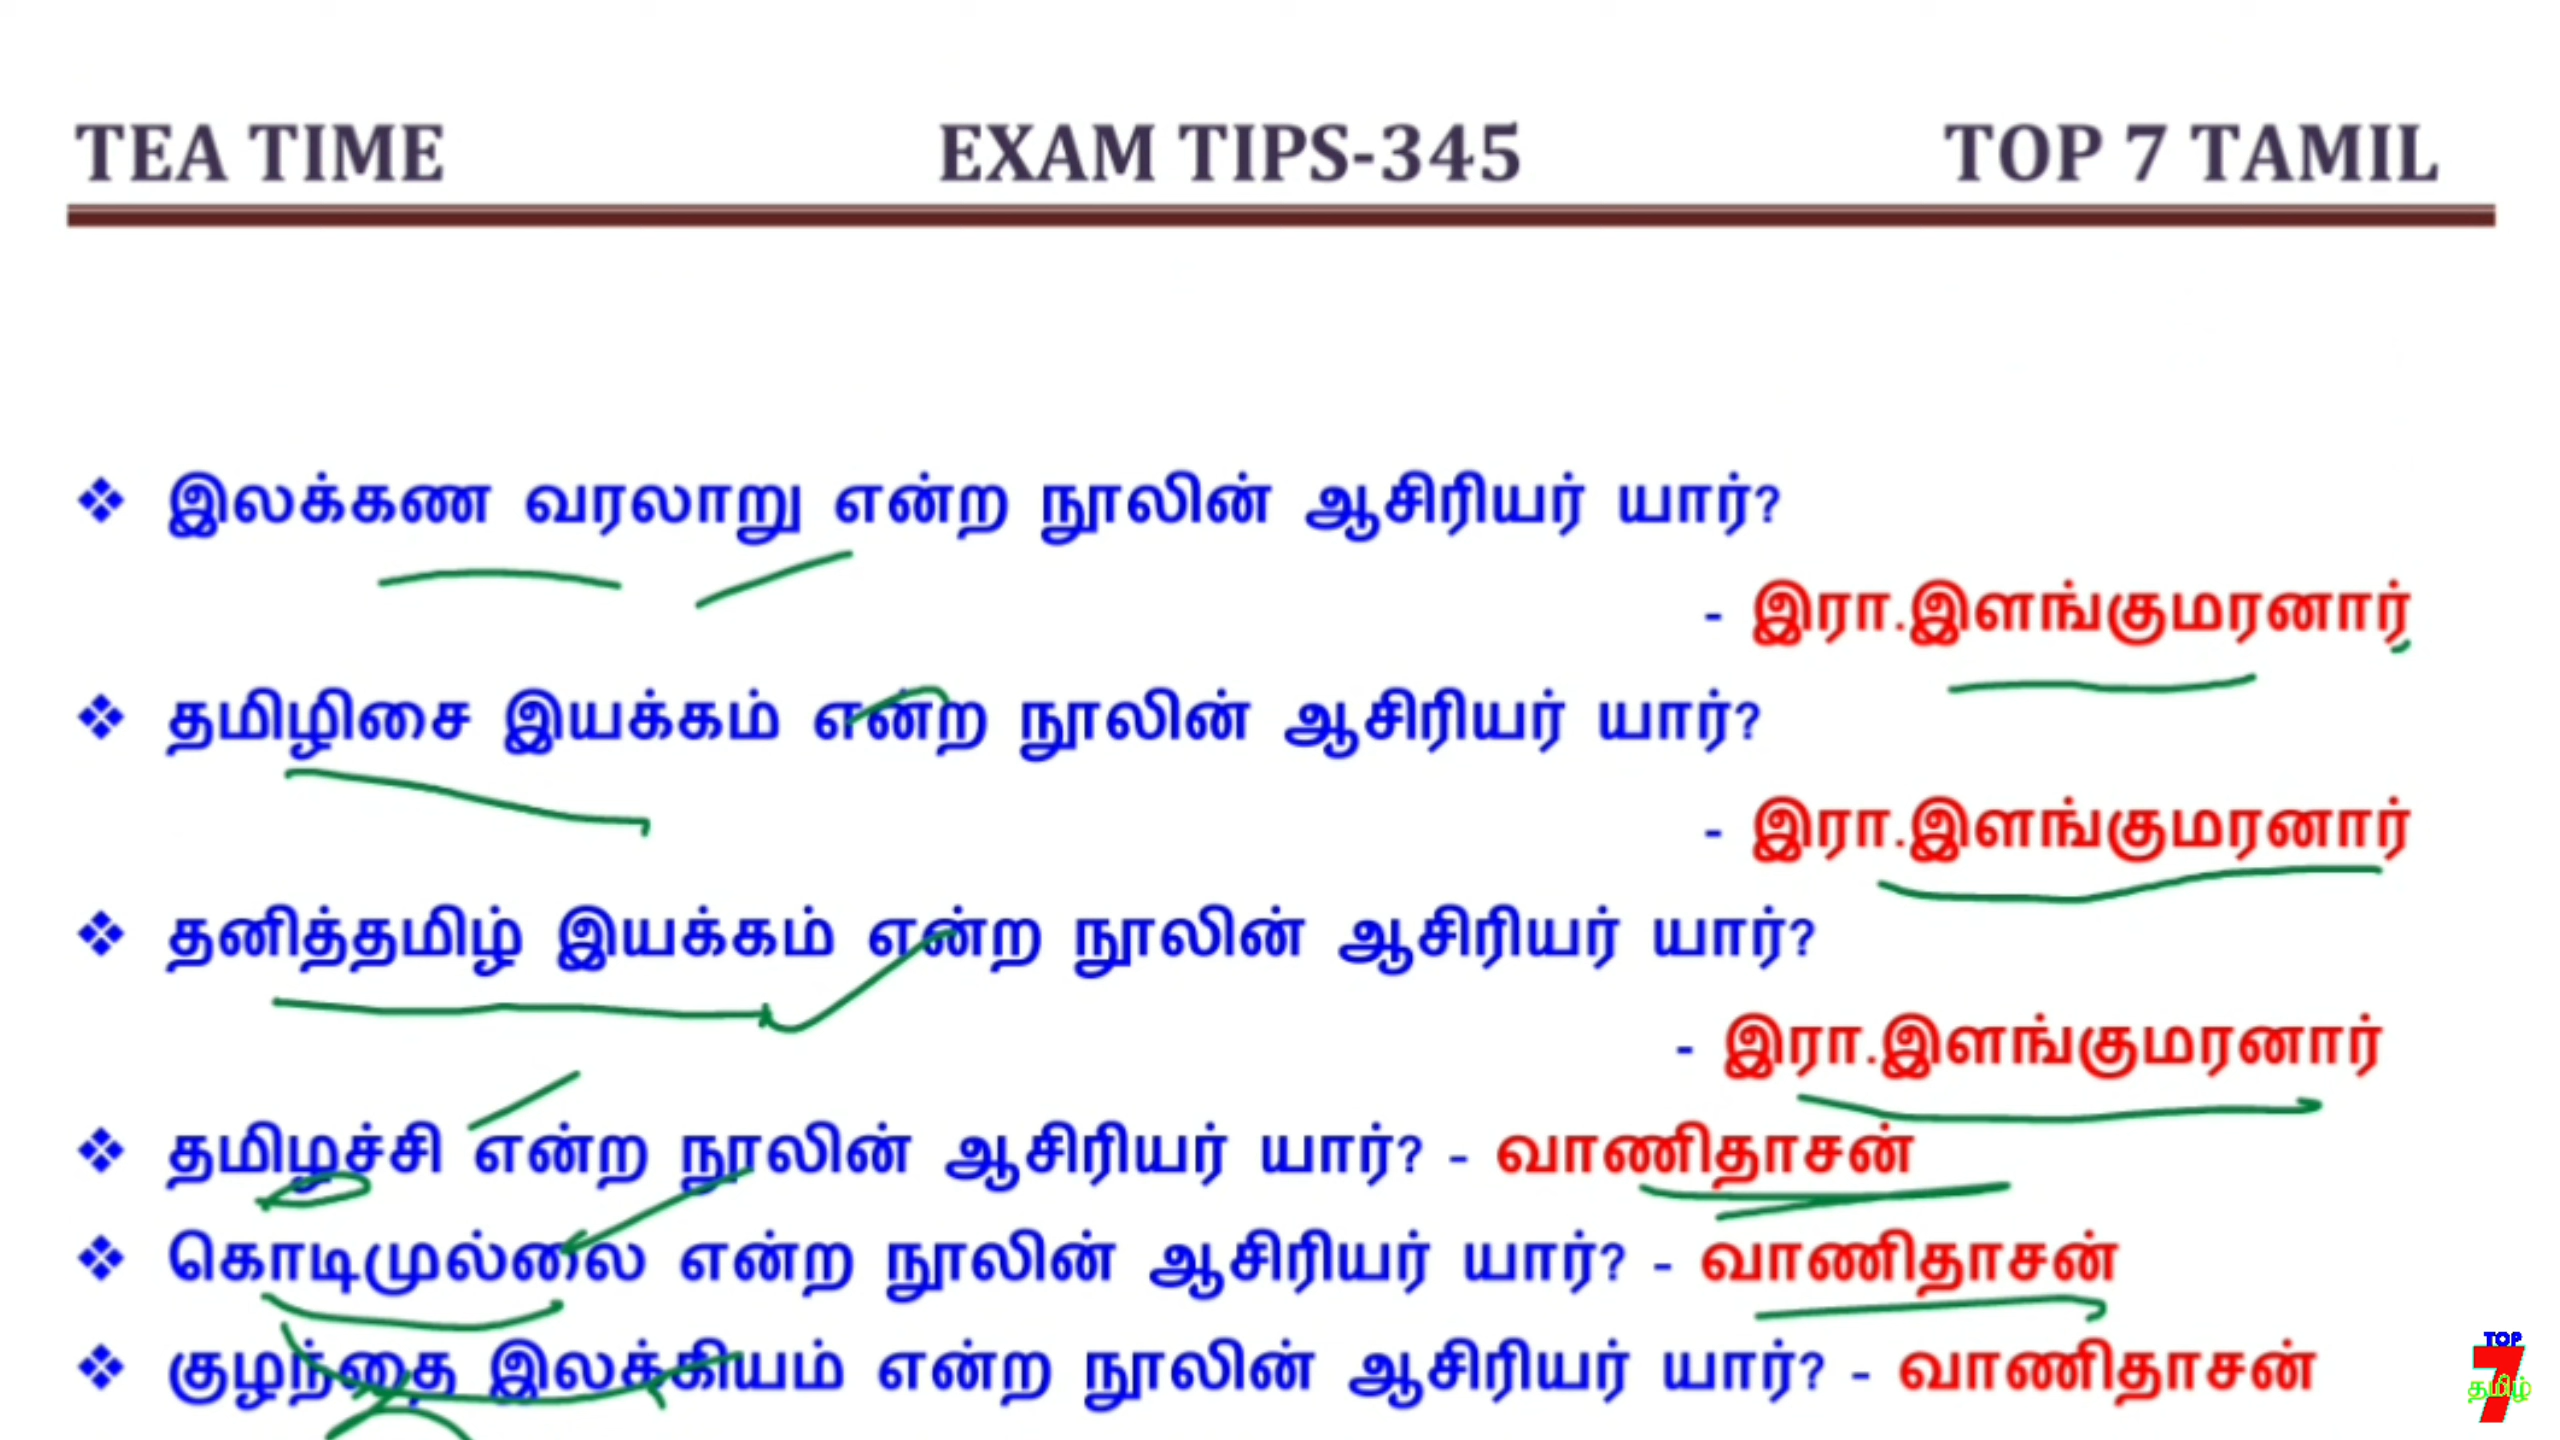 TEA TIME EXAM TIPS-345 TOP 7 TAMIL
❖ இலக்கண வரலாறு என்ற நூலின் ஆசிரியர் யார்?
- இரா.இளங்குமரனார்
❖ தமிழிசை இயக்கம் என்ற நூலின் ஆசிரியர் யார்?
- இரா.இளங்குமரனார்
❖ தனித்தமிழ் இயக்கம் என்ற நூலின் ஆசிரியர் யார்?
- இரா.இளங்குமரனார்
❖ தமிழச்சி என்ற நூலின் ஆசிரியர் யார்? - வாணிதாசன்
❖ கொடிமுல்லை என்ற நூலின் ஆசிரியர் யார்? - வாணிதாசன்
❖ குழந்தை இலக்கியம் என்ற நூலின் ஆசிரியர் யார்? - வாணிதாசன்
TOP
7
தமிழ்